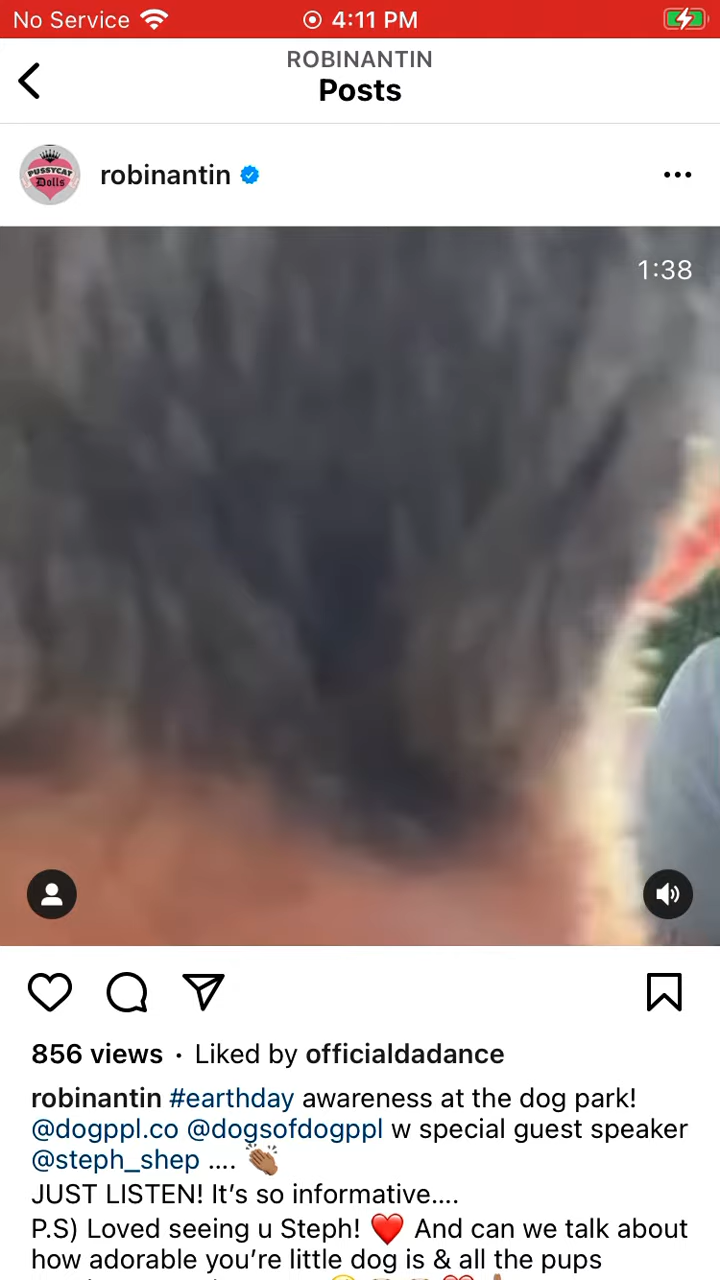 No Service 4:11 PM
ROBINANTIN
Posts
PUSSYCAT
Dolls
robinantin
1:38
856 views · Liked by officialdadance
robinantin #earthday awareness at the dog park!
@dogppl.co @dogsofdogppl w special guest speaker
@steph_shep .... 👏🏾
JUST LISTEN! It’s so informative....
P.S) Loved seeing u Steph! ❤️ And can we talk about
how adorable you’re little dog is & all the pups